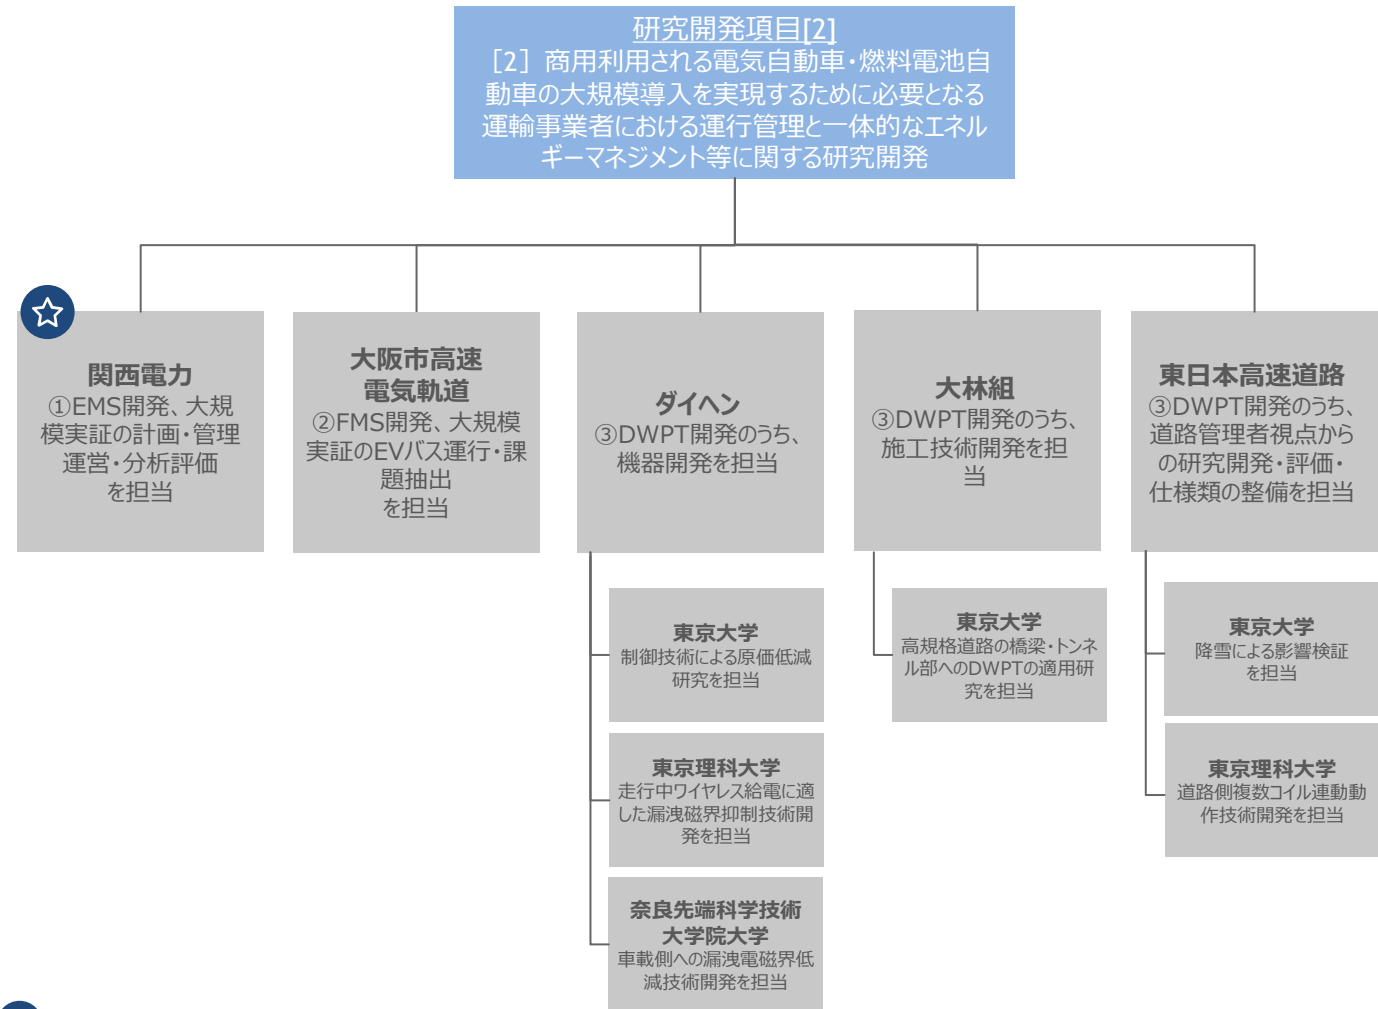 研究開発項目[2]
［2］商用利用される電気自動車・燃料電池自
動車の大規模導入を実現するために必要となる
運輸事業者における運行管理と一体的なエネル
ギーマネジメント等に関する研究開発
関西電力
①EMS開発、大規
模実証の計画・管理
運営・分析評価
を担当
大阪市高速
電気軌道
②FMS開発、大規模
実証のEVバス運行・課
題抽出
を担当
ダイヘン
③DWPT開発のうち、
機器開発を担当
大林組
③DWPT開発のうち、
施工技術開発を担
当
東日本高速道路
③DWPT開発のうち、
道路管理者視点から
の研究開発・評価・
仕様類の整備を担当
東京大学
制御技術による原価低減
研究を担当
東京理科大学
走行中ワイヤレス給電に適
した漏洩磁界抑制技術開
発を担当
奈良先端科学技術
大学院大学
車載側への漏洩電磁界低
減技術開発を担当
東京大学
高規格道路の橋梁・トンネ
ル部へのDWPTの適用研
究を担当
東京大学
降雪による影響検証
を担当
東京理科大学
道路側複数コイル連動動
作技術開発を担当